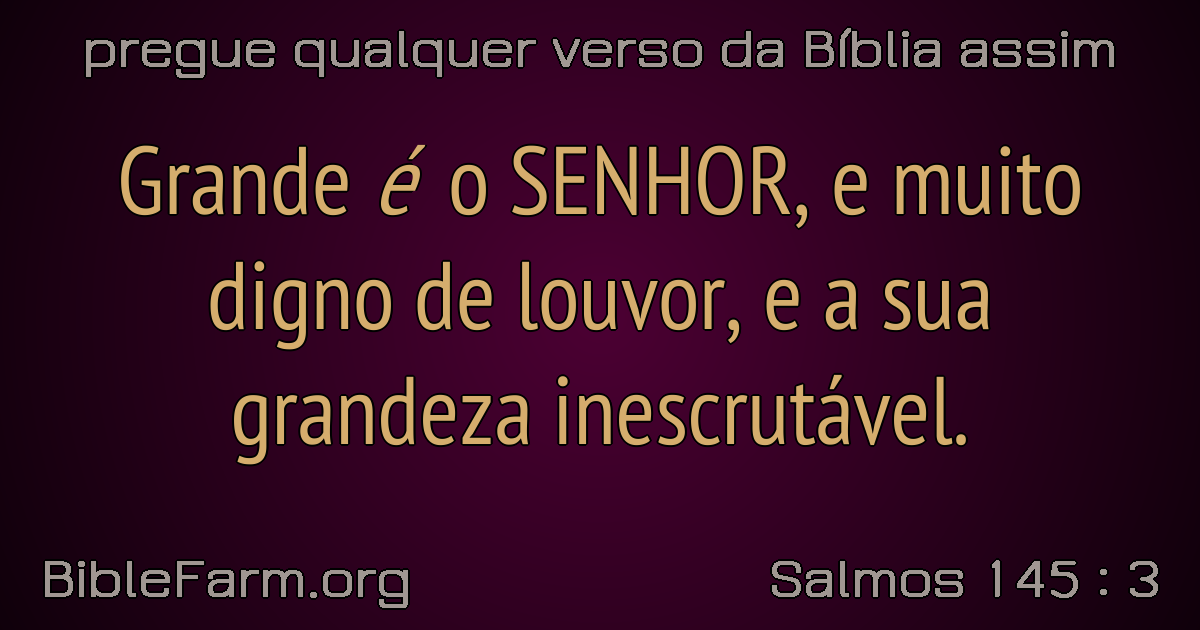 pregue qualquer verso da Bíblia assim
Grande é o SENHOR, e muito
digno de louvor, e a sua
grandeza inescrutável.
BibleFarm.org
Salmos 145 : 3